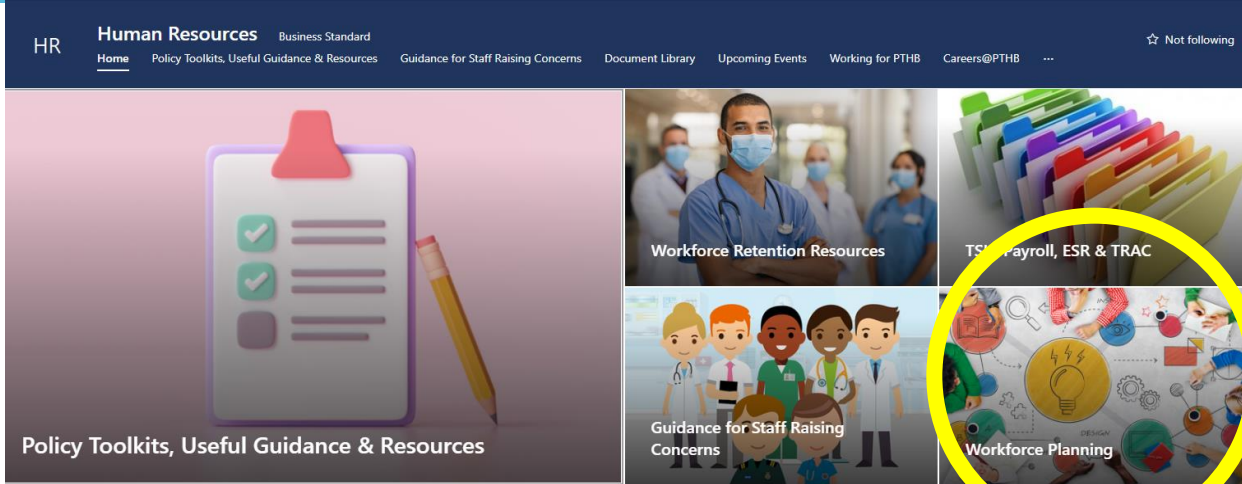 HR
Human Resources Business Standard
Home Policy Toolkits, Useful Guidance & Resources Guidance for Staff Raising Concerns Document Library Upcoming Events Working for PTHB Careers@PTHB ...
Not following
Policy Toolkits, Useful Guidance & Resources
Workforce Retention Resources
Payroll, ESR & TRAC
Guidance for Staff Raising
Concerns
Workforce Planning
DESIGN